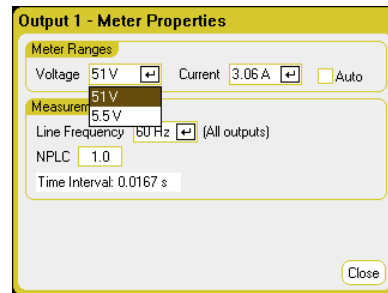 Output 1 - Meter Properties
Meter Ranges
Voltage 51 V Current 3.06 A Auto
51 V
5.5 V
Line Frequency 60 Hz (All outputs)
NPLC 1.0
Time Interval: 0.0167 s
Close